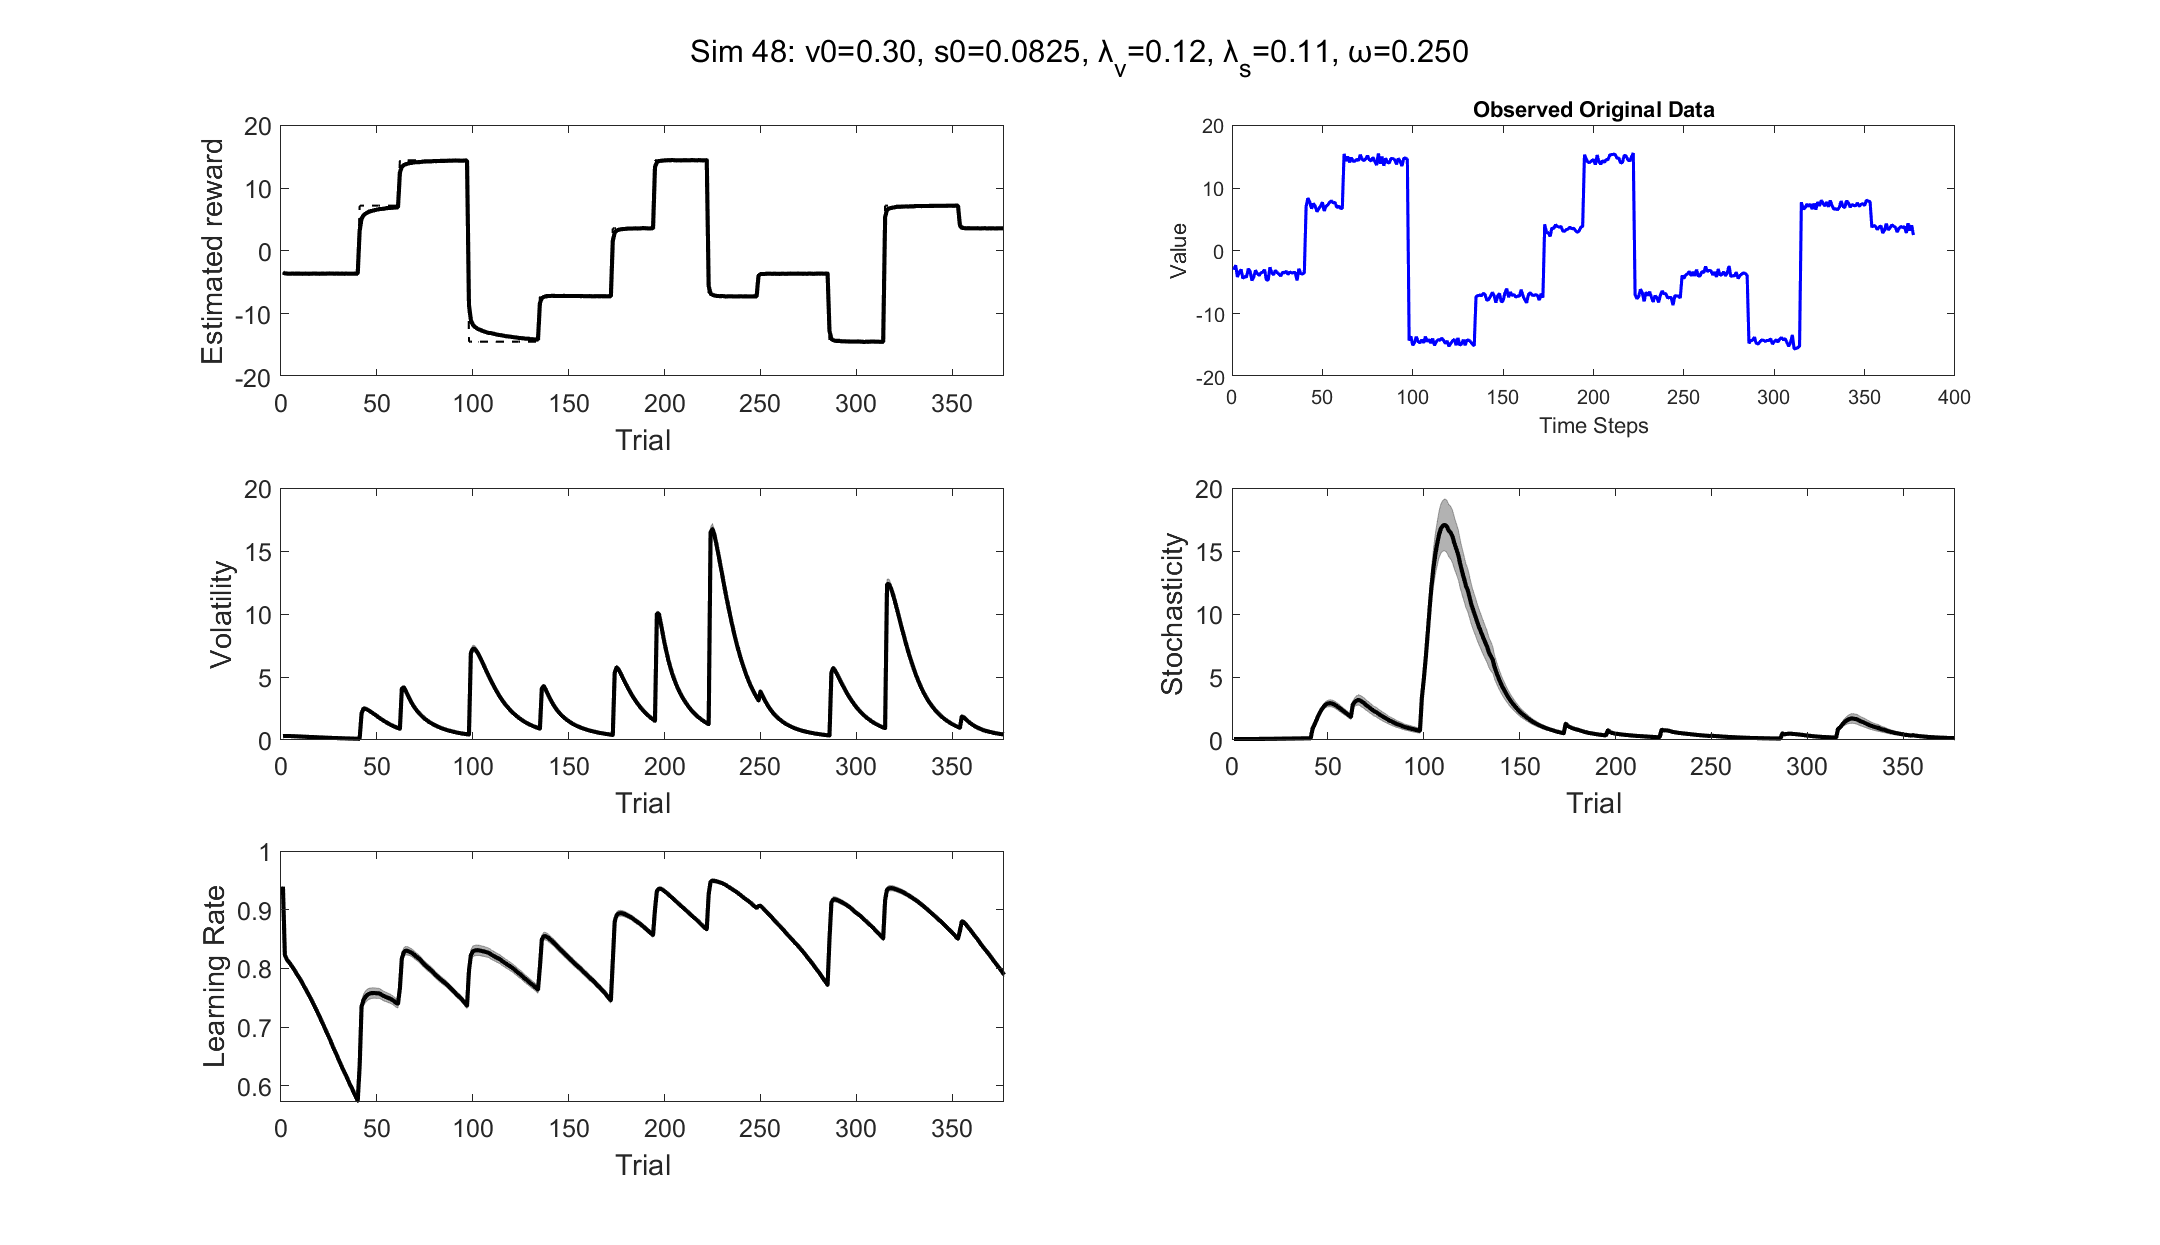 Sim 48: v0=0.30, s0=0.0825, λv=0.12, λs=0.11, ω=0.250
20
10
0
-10
-20
Estimated reward
0 50 100 150 200 250 300 350
Trial
Observed Original Data
20
10
0
-10
-20
Value
0 50 100 150 200 250 300 350 400
Time Steps
20
15
10
5
0
Volatility
0 50 100 150 200 250 300 350
Trial
20
15
10
5
0
Stochasticity
0 50 100 150 200 250 300 350
Trial
1
0.9
0.8
0.7
0.6
Learning Rate
0 50 100 150 200 250 300 350
Trial